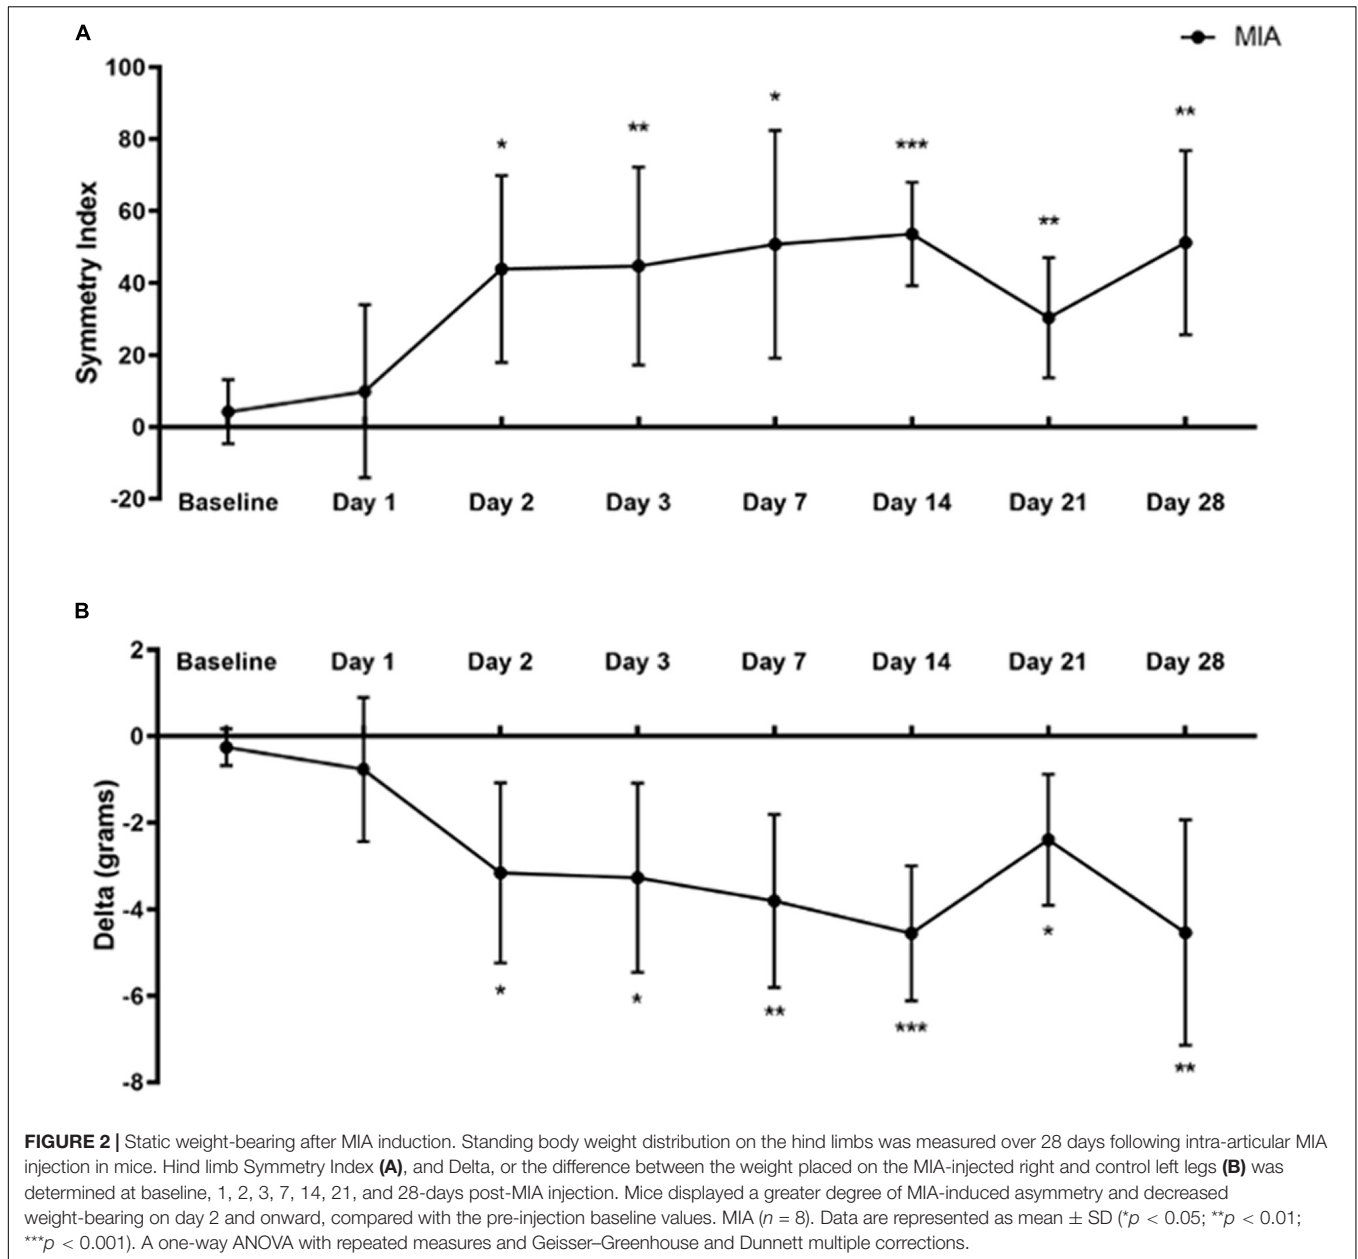 A
MIA
100
80
60
40
20
0
-20
Symmetry Index
*
**
*
***
**
**
Baseline Day 1 Day 2 Day 3 Day 7 Day 14 Day 21 Day 28
B
2
0
-2
-4
-6
-8
Delta (grams)
Baseline Day 1 Day 2 Day 3 Day 7 Day 14 Day 21 Day 28
*
*
**
***
*
**
FIGURE 2 | Static weight-bearing after MIA induction. Standing body weight distribution on the hind limbs was measured over 28 days following intra-articular MIA
injection in mice. Hind limb Symmetry Index (A), and Delta, or the difference between the weight placed on the MIA-injected right and control left legs (B) was
determined at baseline, 1, 2, 3, 7, 14, 21, and 28-days post-MIA injection. Mice displayed a greater degree of MIA-induced asymmetry and decreased
weight-bearing on day 2 and onward, compared with the pre-injection baseline values. MIA (n = 8). Data are represented as mean ± SD (*p < 0.05; **p < 0.01;
***p < 0.001). A one-way ANOVA with repeated measures and Geisser–Greenhouse and Dunnett multiple corrections.